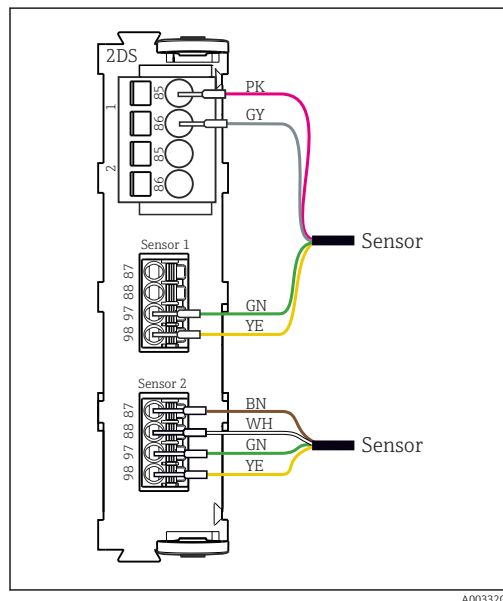 2DS
1
85
PK
86
GY
2
85
86
Sensor
Sensor 1
87
88
97
GN
98
YE
Sensor 2
87
BN
88
WH
97
GN
Sensor
98
YE
A003320